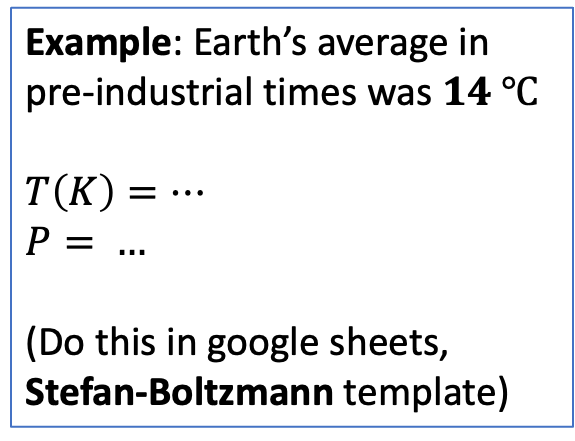 Example: Earth's average in
pre-industrial times was 14 °C
T(K) = ⋯
P = ...
(Do this in google sheets,
Stefan-Boltzmann template)